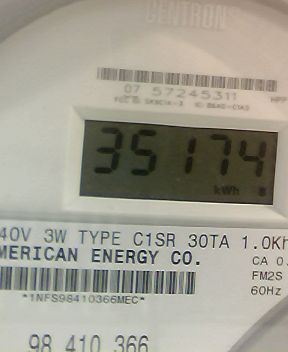 CENTRON
07 57245311
35174
kWh
40V 3W TYPE C1SR 30TA 1.0Kh
MERICAN ENERGY CO.
CA 0.
FM2S
*1NFS98410366MEC*
60Hz
98 410 366